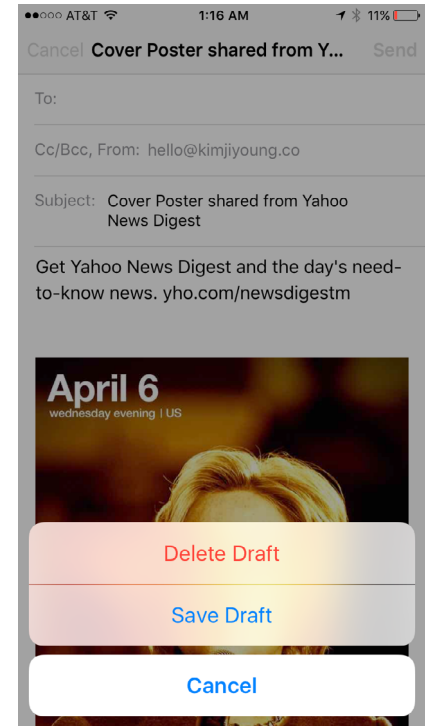 AT&T 1:16 AM 11%
Cancel Cover Poster shared from Y... Send
To:
Cc/Bcc, From: hello@kimjiyoung.co
Subject: Cover Poster shared from Yahoo
News Digest
Get Yahoo News Digest and the day's need-
to-know news. yho.com/newsdigestm
April 6
wednesday evening | US
Delete Draft
Save Draft
Cancel